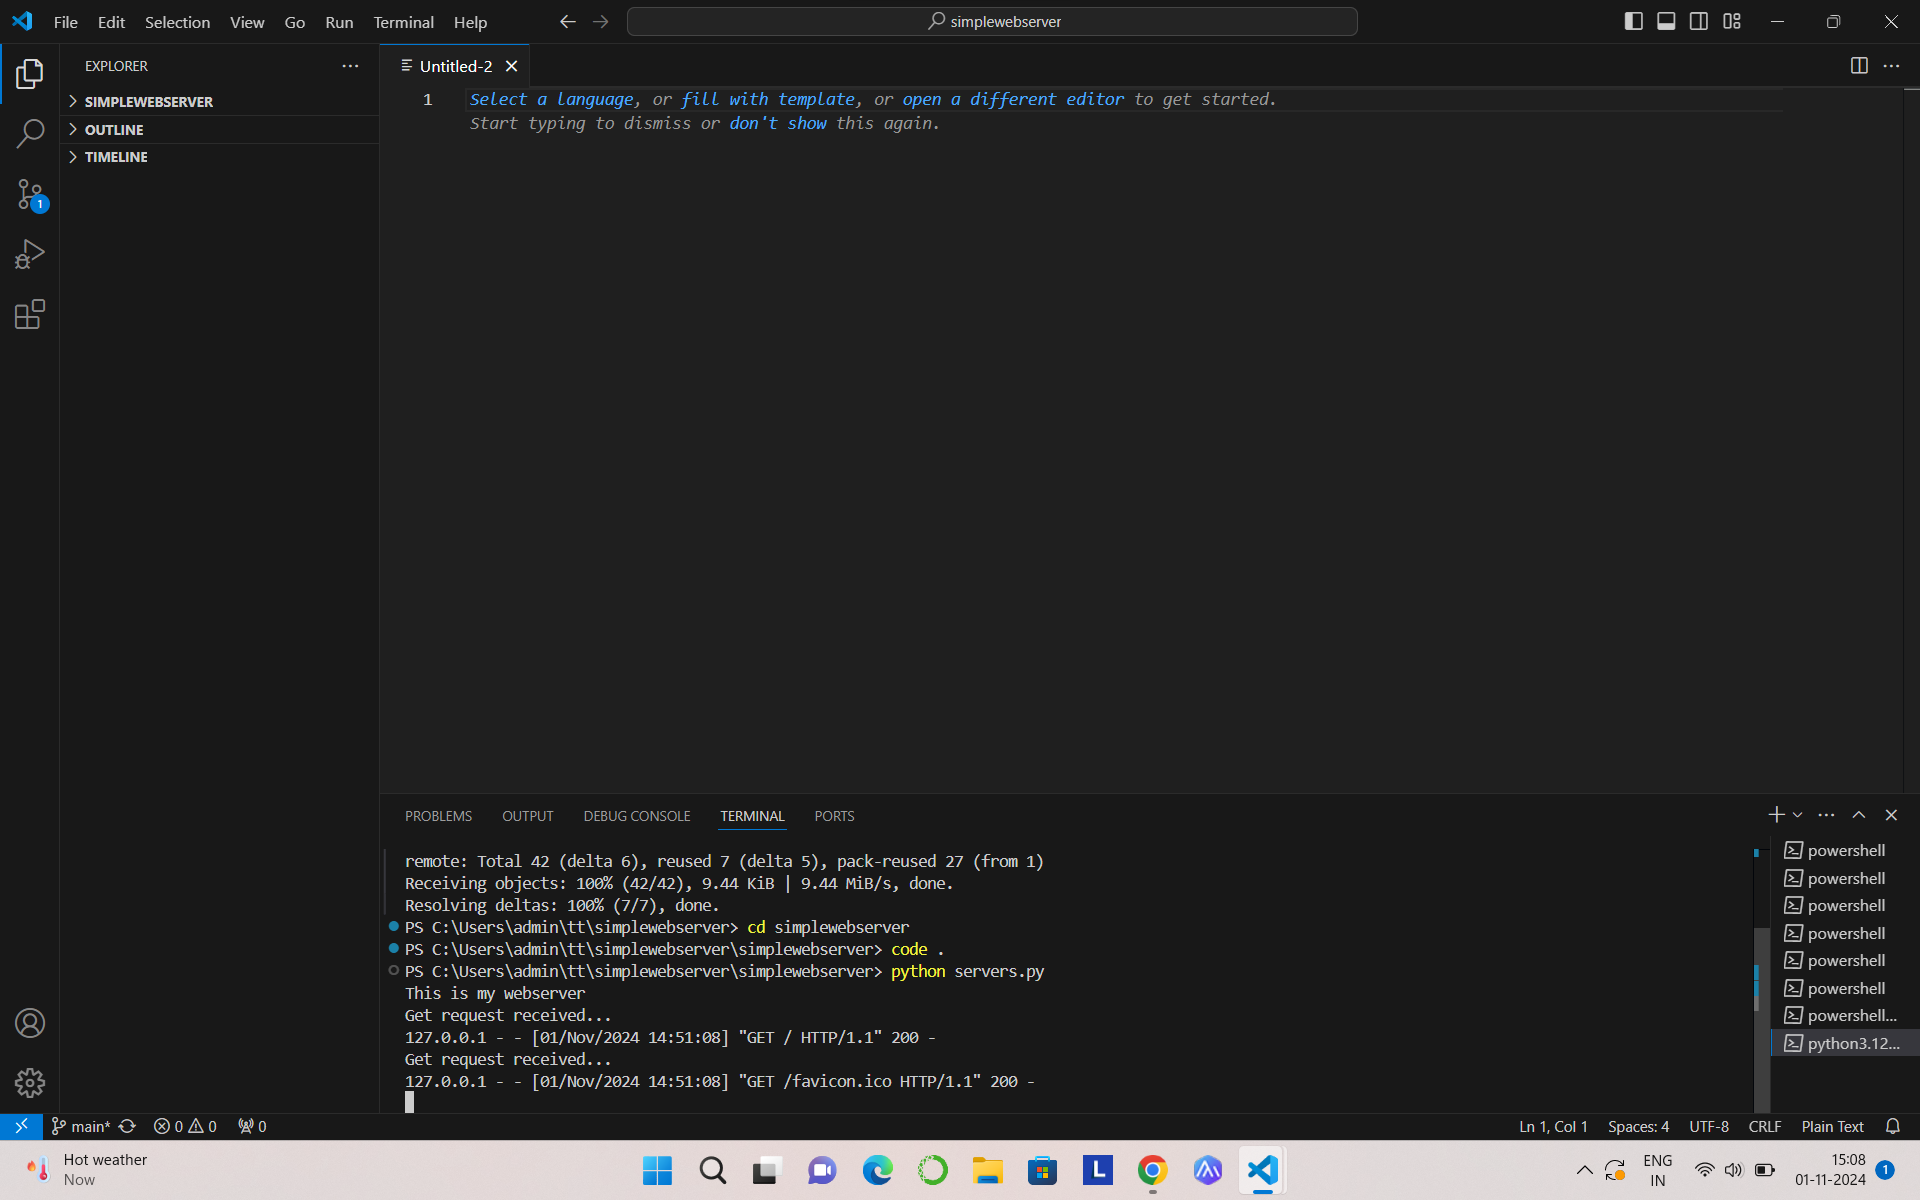 File Edit Selection View Go Run Terminal Help
simplewebserver
EXPLORER
SIMPLEWEBSERVER
OUTLINE
TIMELINE
1
Untitled-2
1 Select a language, or fill with template, or open a different editor to get started.
Start typing to dismiss or don't show this again.
PROBLEMS OUTPUT DEBUG CONSOLE TERMINAL PORTS
remote: Total 42 (delta 6), reused 7 (delta 5), pack-reused 27 (from 1)
Receiving objects: 100% (42/42), 9.44 KiB | 9.44 MiB/s, done.
Resolving deltas: 100% (7/7), done.
PS C:\Users\admin\tt\simplewebserver> cd simplewebserver
PS C:\Users\admin\tt\simplewebserver\simplewebserver> code .
PS C:\Users\admin\tt\simplewebserver\simplewebserver> python servers.py
This is my webserver
Get request received...
127.0.0.1 - - [01/Nov/2024 14:51:08] "GET / HTTP/1.1" 200 -
Get request received...
127.0.0.1 - - [01/Nov/2024 14:51:08] "GET /favicon.ico HTTP/1.1" 200 -
powershell
powershell
powershell
powershell
powershell
powershell
powershell...
python3.12...
main* 0 0 0
Ln 1, Col 1 Spaces: 4 UTF-8 CRLF Plain Text
Hot weather
Now
L
ENG
IN
15:08
01-11-2024
1